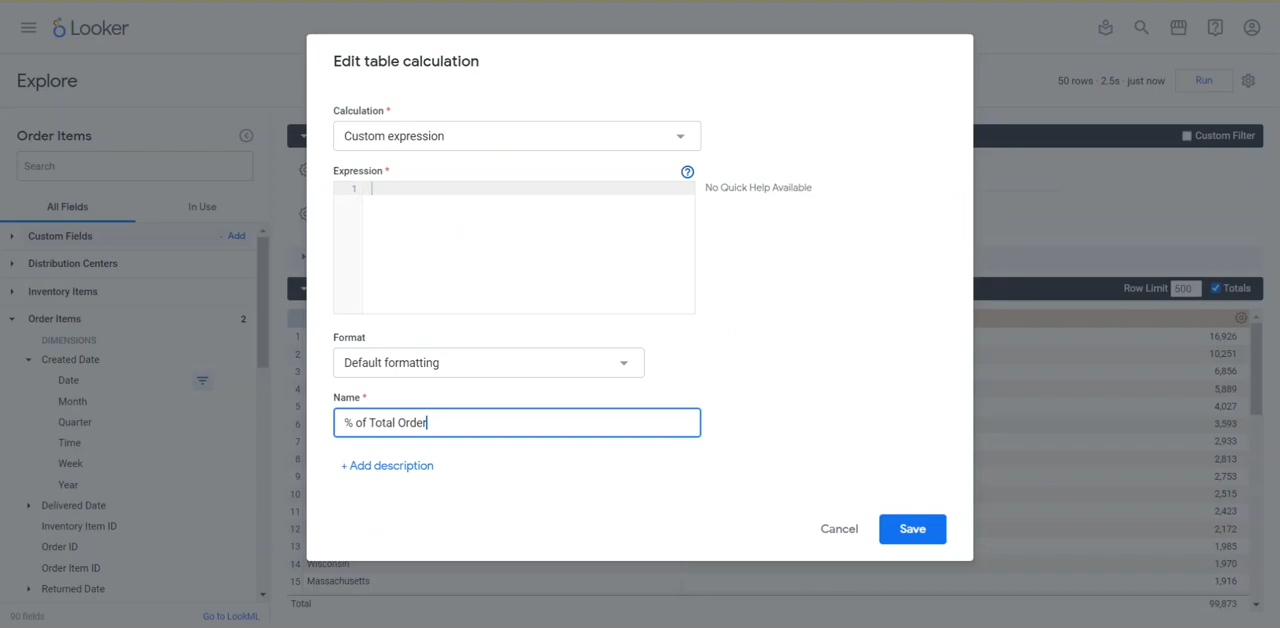 Looker
Explore
50 rows · 2.5s · just now
Run
Order Items
Custom Filter
Search
All Fields
In Use
Custom Fields
Add
Distribution Centers
Inventory Items
Order Items
2
DIMENSIONS
Created Date
Date
Month
Quarter
Time
Week
Year
Delivered Date
Inventory Item ID
Order ID
Order Item ID
Returned Date
90 fields
Go to LookML
Edit table calculation
Calculation *
Custom expression
Expression *
1
No Quick Help Available
Format
Default formatting
Name *
% of Total Order
+ Add description
Cancel
Save
Row Limit 500
Totals
1 16,926
2 10,251
3 6,856
4 5,889
5 4,027
6 3,593
7 2,933
8 2,813
9 2,753
10 2,515
11 2,423
12 2,172
13 1,985
14 Wisconsin 1,970
15 Massachusetts 1,916
Total 99,873